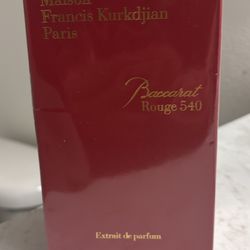 Maison
Francis Kurkdjian
Paris
Baccarat
Rouge 540
Extrait de parfum